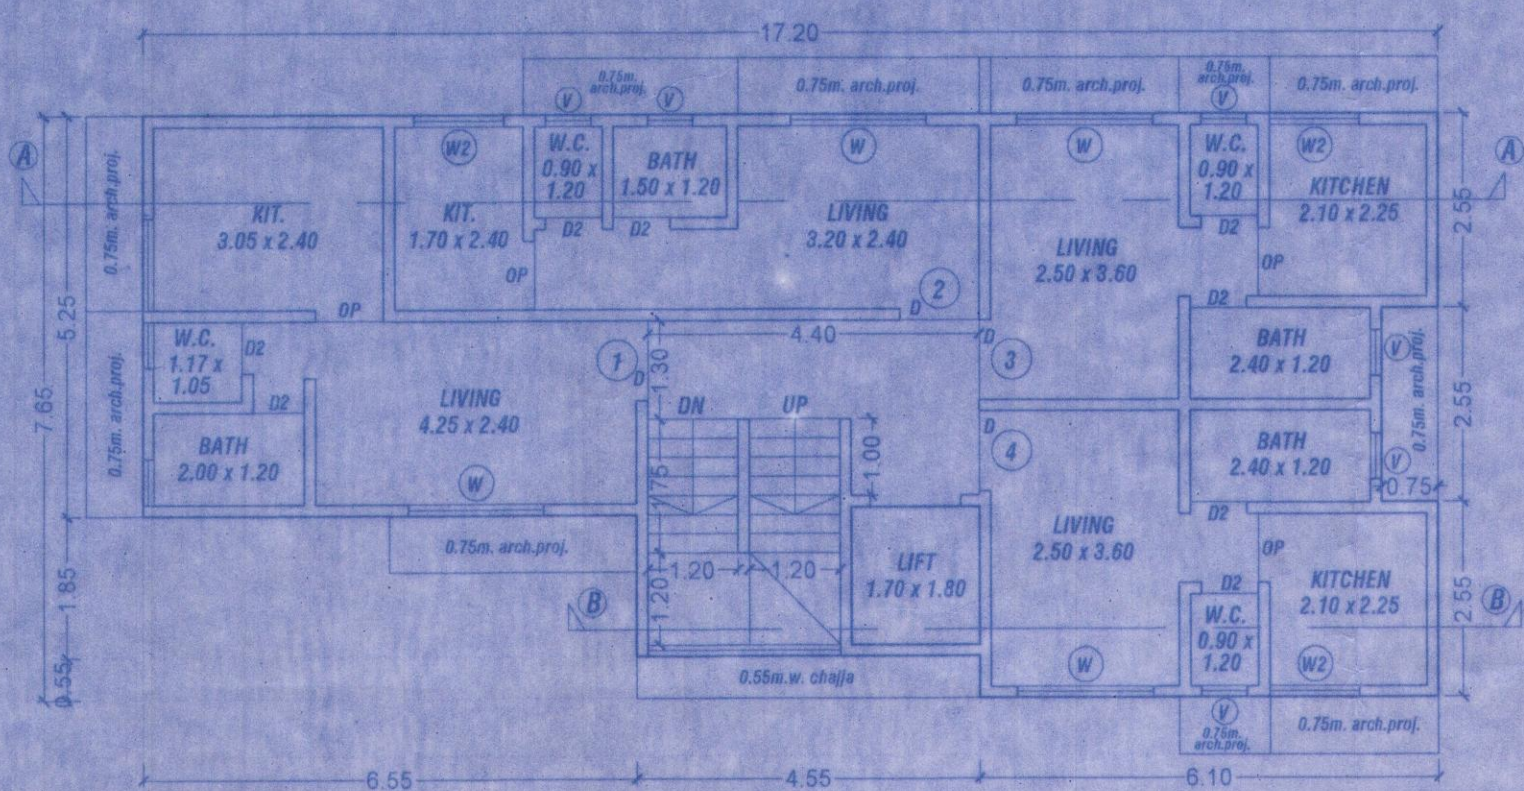 17.20
0.75m.
arch.proj.
0.75m. arch.proj.
0.75m. arch.proj.
0.75m.
arch.proj.
0.75m. arch.proj.
V
V
V
A
A
W2
W
W
W2
W.C.
0.90 x
1.20
BATH
1.50 x 1.20
W.C.
0.90 x
1.20
KIT.
3.05 x 2.40
KIT.
1.70 x 2.40
LIVING
3.20 x 2.40
LIVING
2.50 x 3.60
KITCHEN
2.10 x 2.25
D2
D2
D2
OP
OP
0.75m. arch.proj.
2.55
5.25
7.65
OP
2
D
D2
4.40
D
3
1
D
1.30
W.C.
1.17 x
1.05
D2
D2
BATH
2.00 x 1.20
LIVING
4.25 x 2.40
W
0.75m. arch.proj.
BATH
2.40 x 1.20
V
0.75m. arch.proj.
2.55
DN
UP
D
4
1.00
1.75
BATH
2.40 x 1.20
V
0.75
D2
0.75m. arch.proj.
1.20
1.20
1.20
LIFT
1.70 x 1.80
LIVING
2.50 x 3.60
OP
D2
KITCHEN
2.10 x 2.25
W.C.
0.90 x
1.20
1.85
0.55
B
B
2.55
W
W2
0.55m.w. chajja
V
0.75m.
arch.proj.
0.75m. arch.proj.
6.55
4.55
6.10